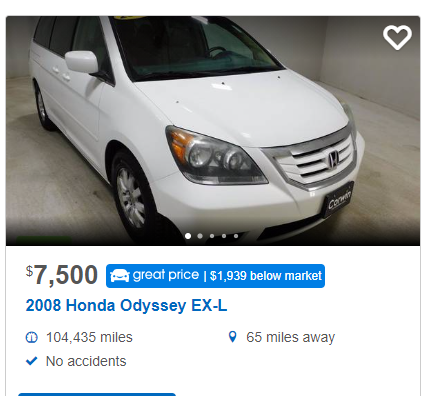 Corwin
$7,500 great price | $1,939 below market
2008 Honda Odyssey EX-L
104,435 miles 65 miles away
No accidents